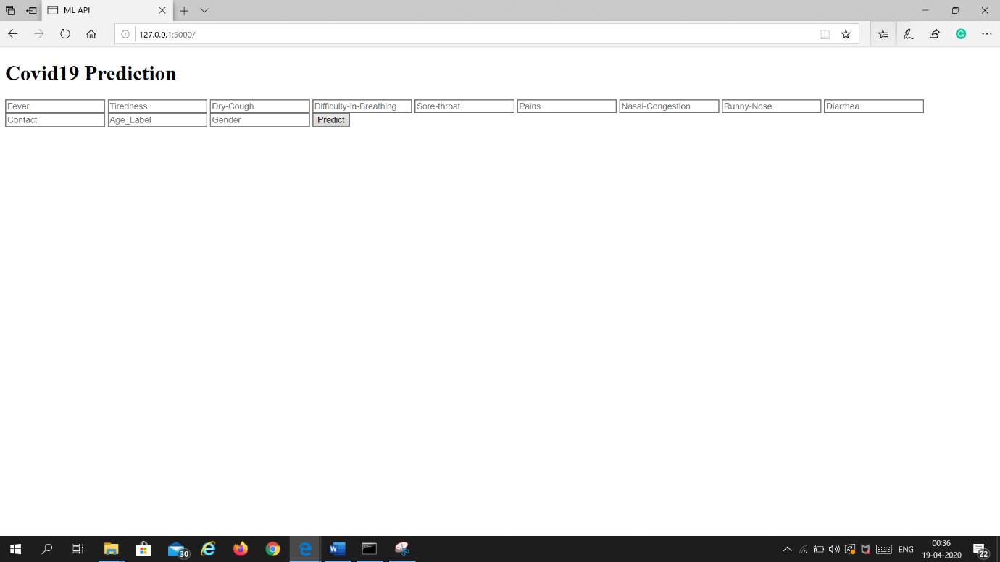 ML API
127.0.0.1:5000/
Covid19 Prediction
Fever Tiredness Dry-Cough Difficulty-in-Breathing Sore-throat Pains Nasal-Congestion Runny-Nose Diarrhea
Contact Age_Label Gender Predict
30 ENG 00:36 22
19-04-2020